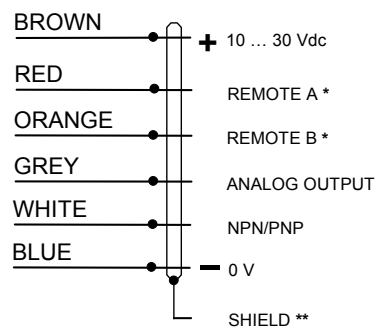 BROWN + 10 … 30 Vdc
RED REMOTE A *
ORANGE REMOTE B *
GREY ANALOG OUTPUT
WHITE NPN/PNP
BLUE − 0 V
SHIELD **